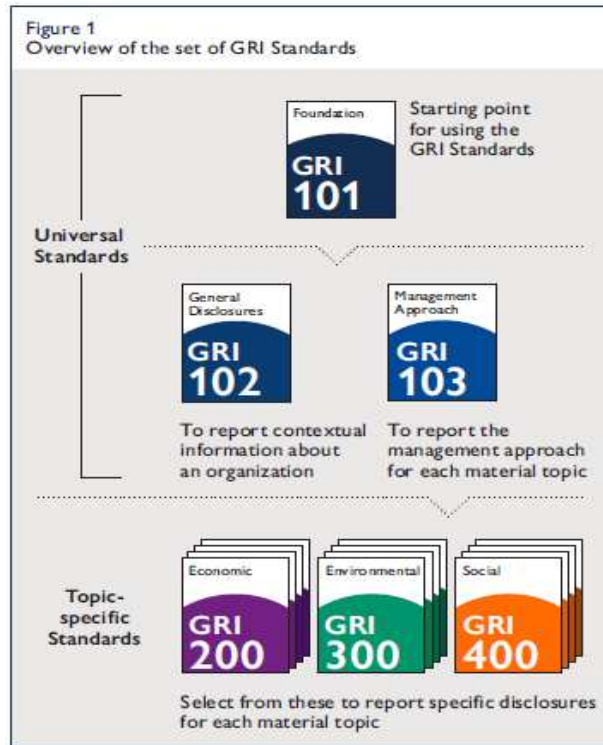 Figure 1
Overview of the set of GRI Standards
Foundation
GRI
101
Starting point
for using the
GRI Standards
Universal
Standards
General
Disclosures
GRI
102
Management
Approach
GRI
103
To report contextual
information about
an organization
To report the
management approach
for each material topic
Topic-
specific
Standards
Economic
GRI
200
Environmental
GRI
300
Social
GRI
400
Select from these to report specific disclosures
for each material topic